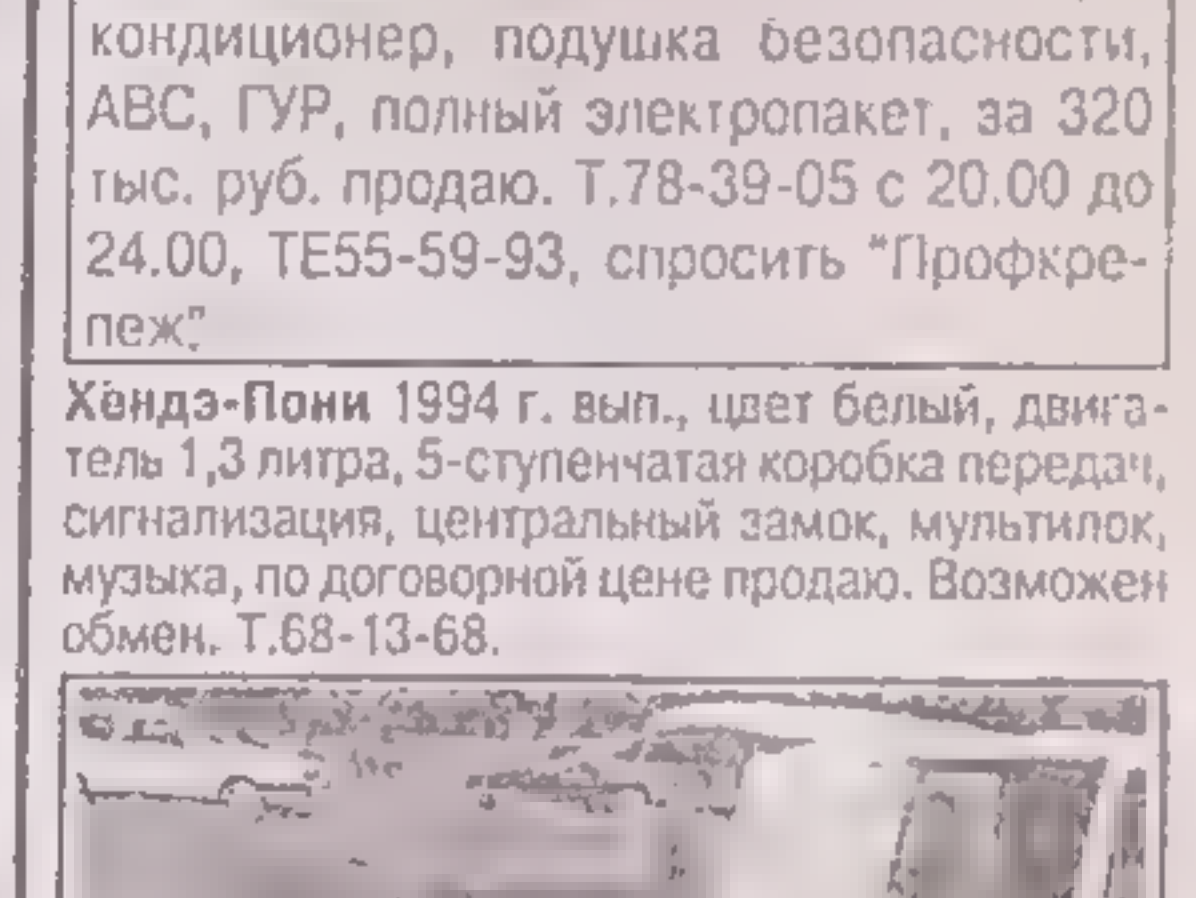 кондиционер, подушка безопасности,
АВС, ГУР, полный электропакет, за 320
тыс. руб. продаю. Т.78-39-05 с 20.00 до
24.00, ТЕ55-59-93, спросить "Профкре-
пеж".
Хёндэ-Пони 1994 г. вып., цвет белый, двига-
тель 1,3 литра, 5-ступенчатая коробка передач,
сигнализация, центральный замок, мультилок,
музыка, по договорной цене продаю. Возможен
обмен. Т.68-13-68.